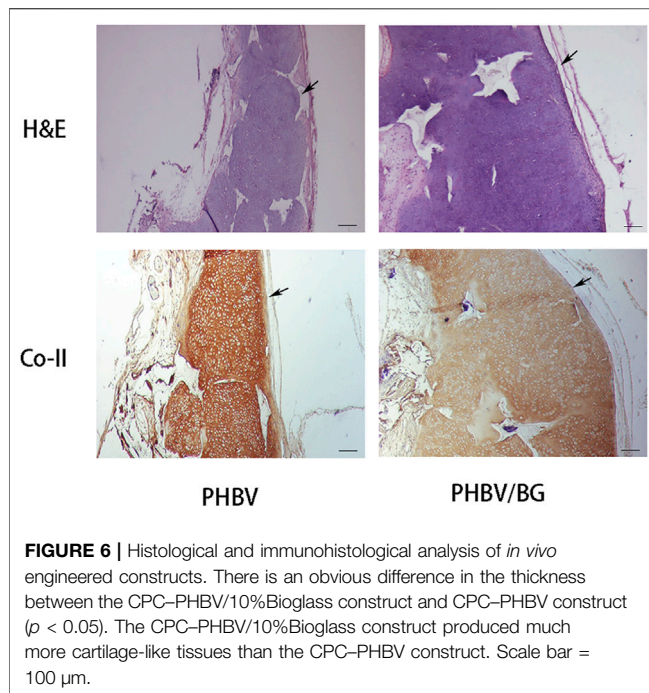 H&E
Co-II
PHBV PHBV/BG
FIGURE 6 | Histological and immunohistological analysis of in vivo
engineered constructs. There is an obvious difference in the thickness
between the CPC–PHBV/10%Bioglass construct and CPC–PHBV construct
(p < 0.05). The CPC–PHBV/10%Bioglass construct produced much
more cartilage-like tissues than the CPC–PHBV construct. Scale bar =
100 μm.